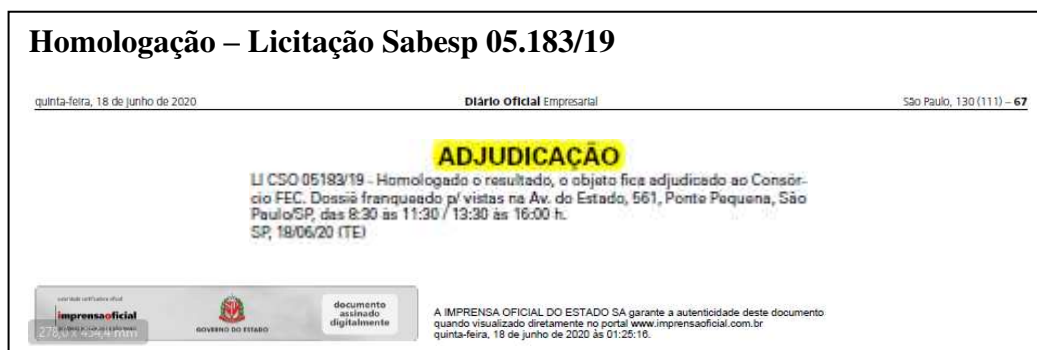 Homologação – Licitação Sabesp 05.183/19
quinta-feira, 18 de junho de 2020
Diário Oficial Empresarial
São Paulo, 130 (111) – 67
ADJUDICAÇÃO
LI CSO 05183/19 - Homologado o resultado, o objeto fica adjudicado ao Consór-
cio FEC. Dossiê franqueado p/ vistas na Av. do Estado, 561, Ponte Pequena, São
Paulo/SP, das 8:30 às 11:30 / 13:30 às 16:00 h.
SP, 18/06/20 (TE)
imprensaoficial
GOVERNO DO ESTADO
documento
assinado
digitalmente
A IMPRENSA OFICIAL DO ESTADO SA garante a autenticidade deste documento
quando visualizado diretamente no portal www.imprensaoficial.com.br
quinta-feira, 18 de junho de 2020 às 01:25:16.